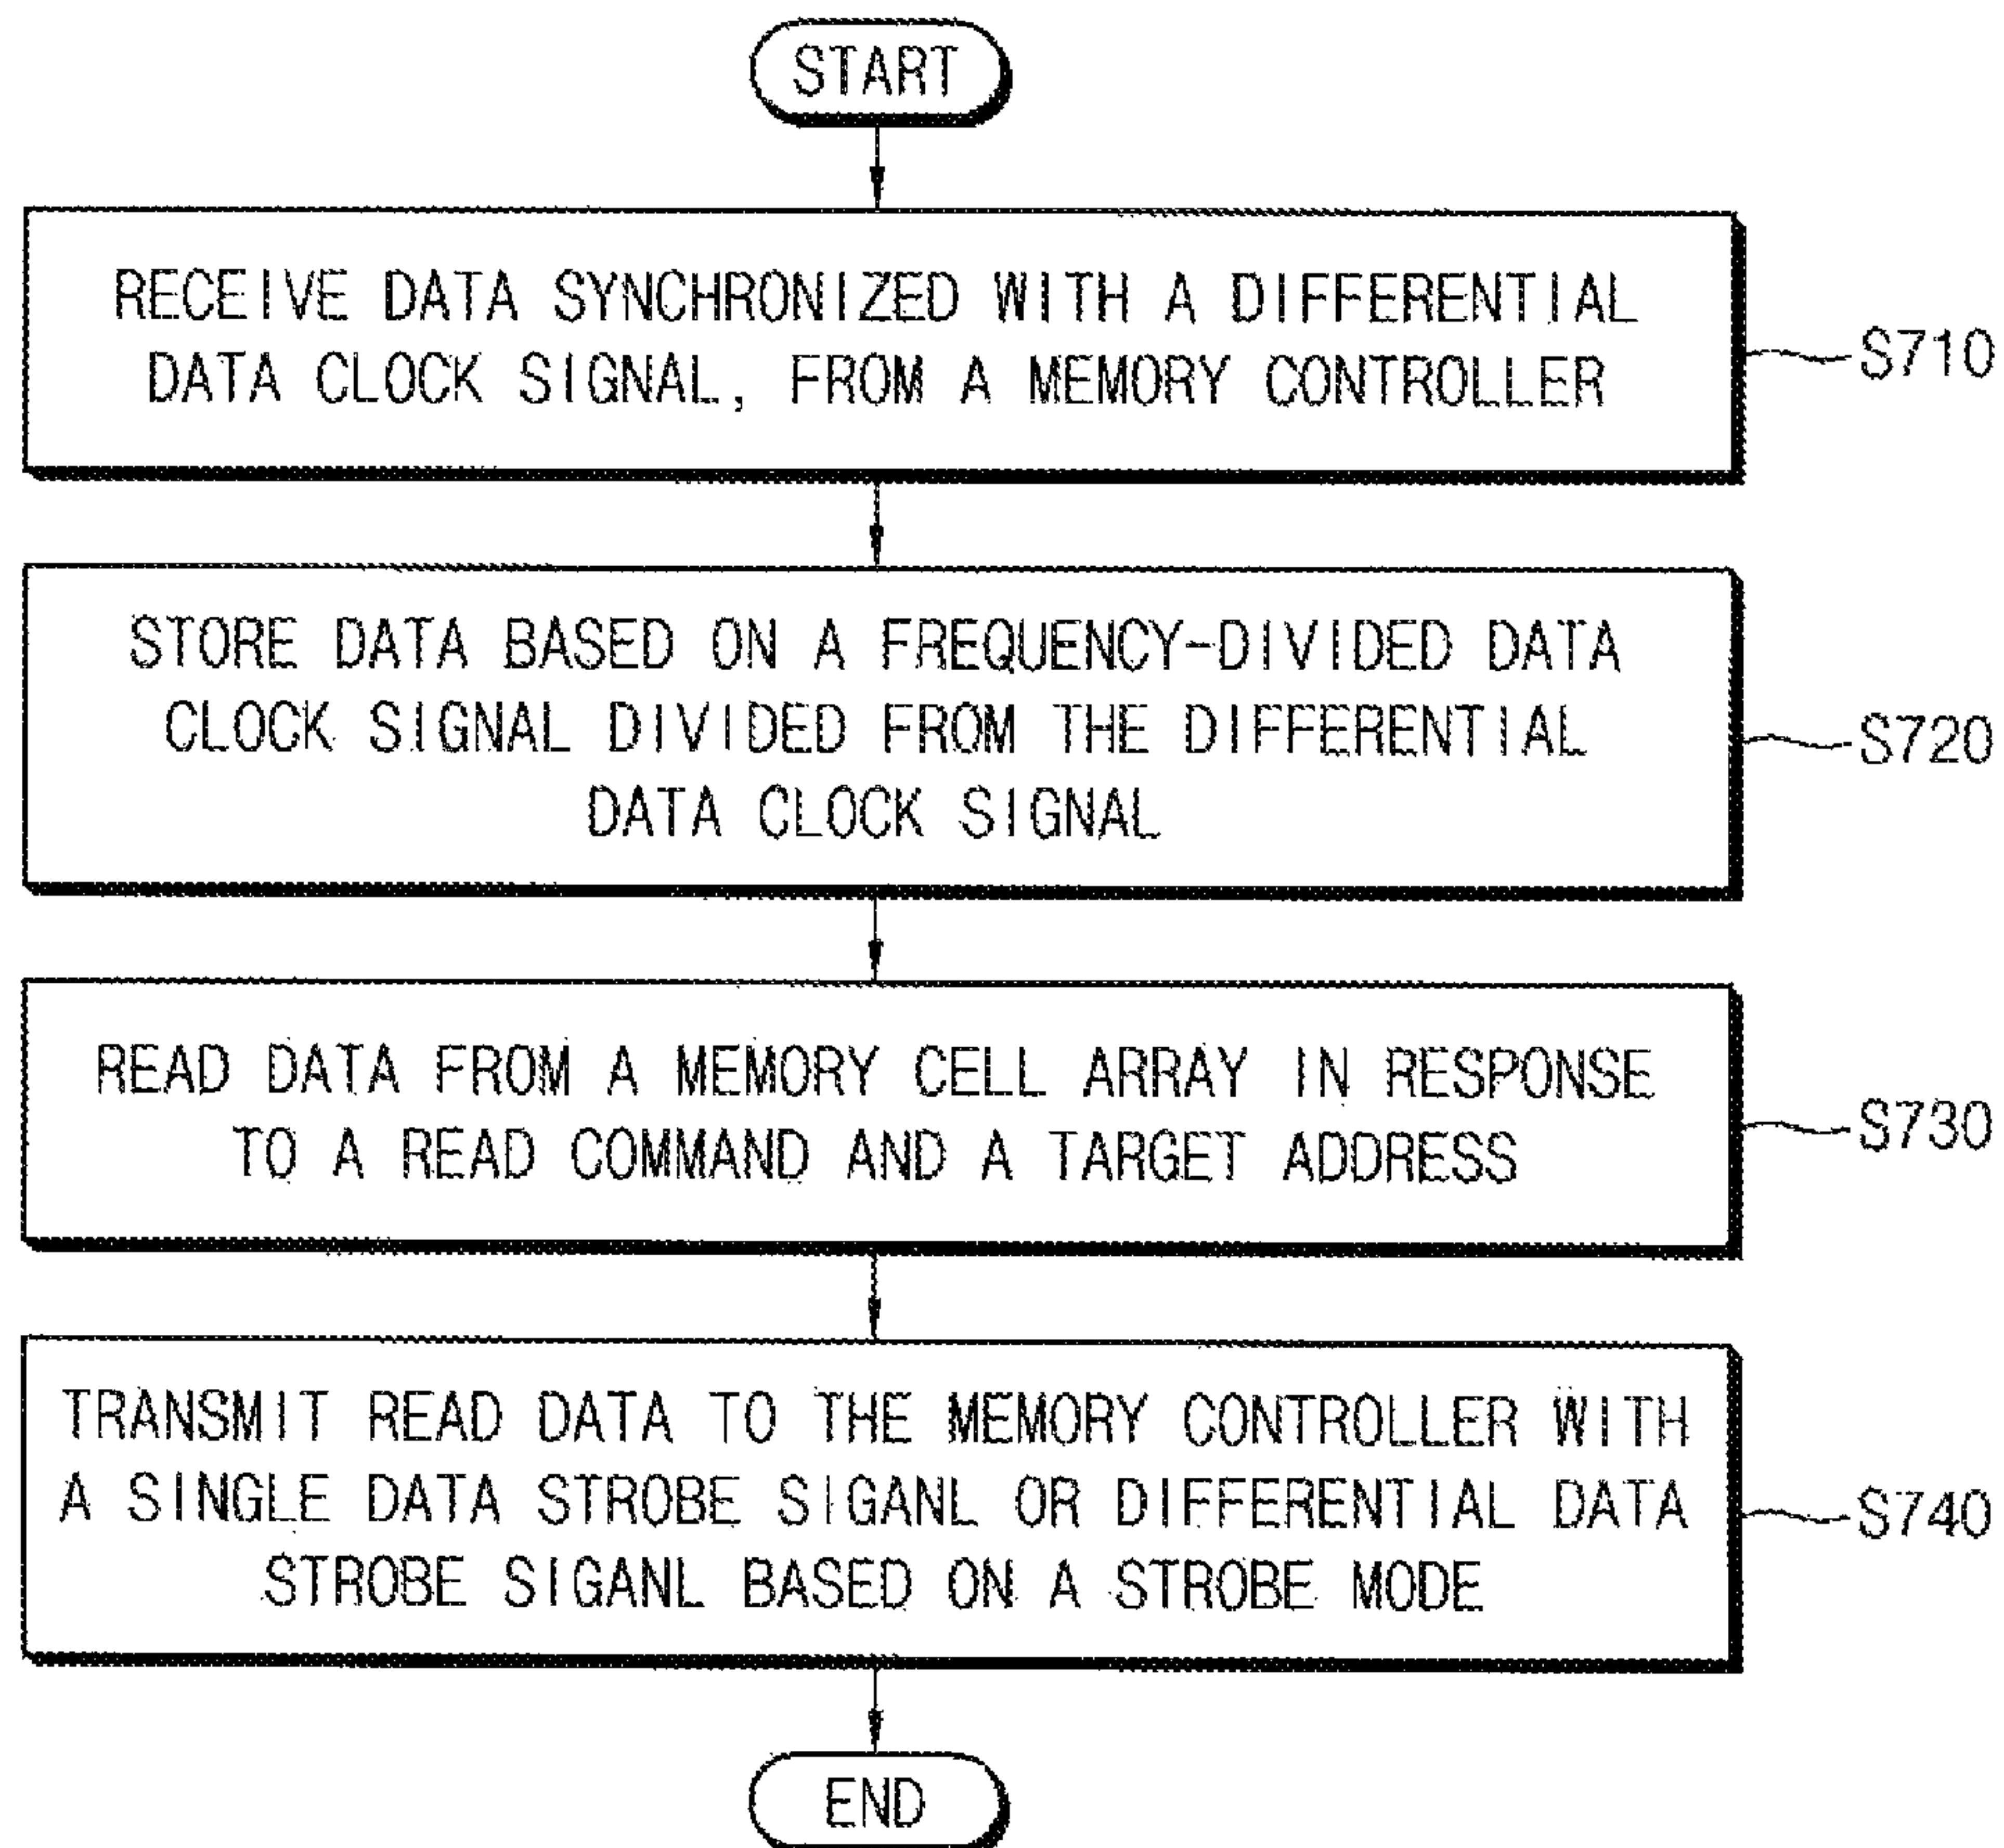 START
RECEIVE DATA SYNCHRONIZED WITH A DIFFERENTIAL
DATA CLOCK SIGNAL, FROM A MEMORY CONTROLLER
S710
STORE DATA BASED ON A FREQUENCY-DIVIDED DATA
CLOCK SIGNAL DIVIDED FROM THE DIFFERENTIAL
DATA CLOCK SIGNAL
S720
READ DATA FROM A MEMORY CELL ARRAY IN RESPONSE
TO A READ COMMAND AND A TARGET ADDRESS
S730
TRANSMIT READ DATA TO THE MEMORY CONTROLLER WITH
A SINGLE DATA STROBE SIGANL OR DIFFERENTIAL DATA
STROBE SIGANL BASED ON A STROBE MODE
S740
END